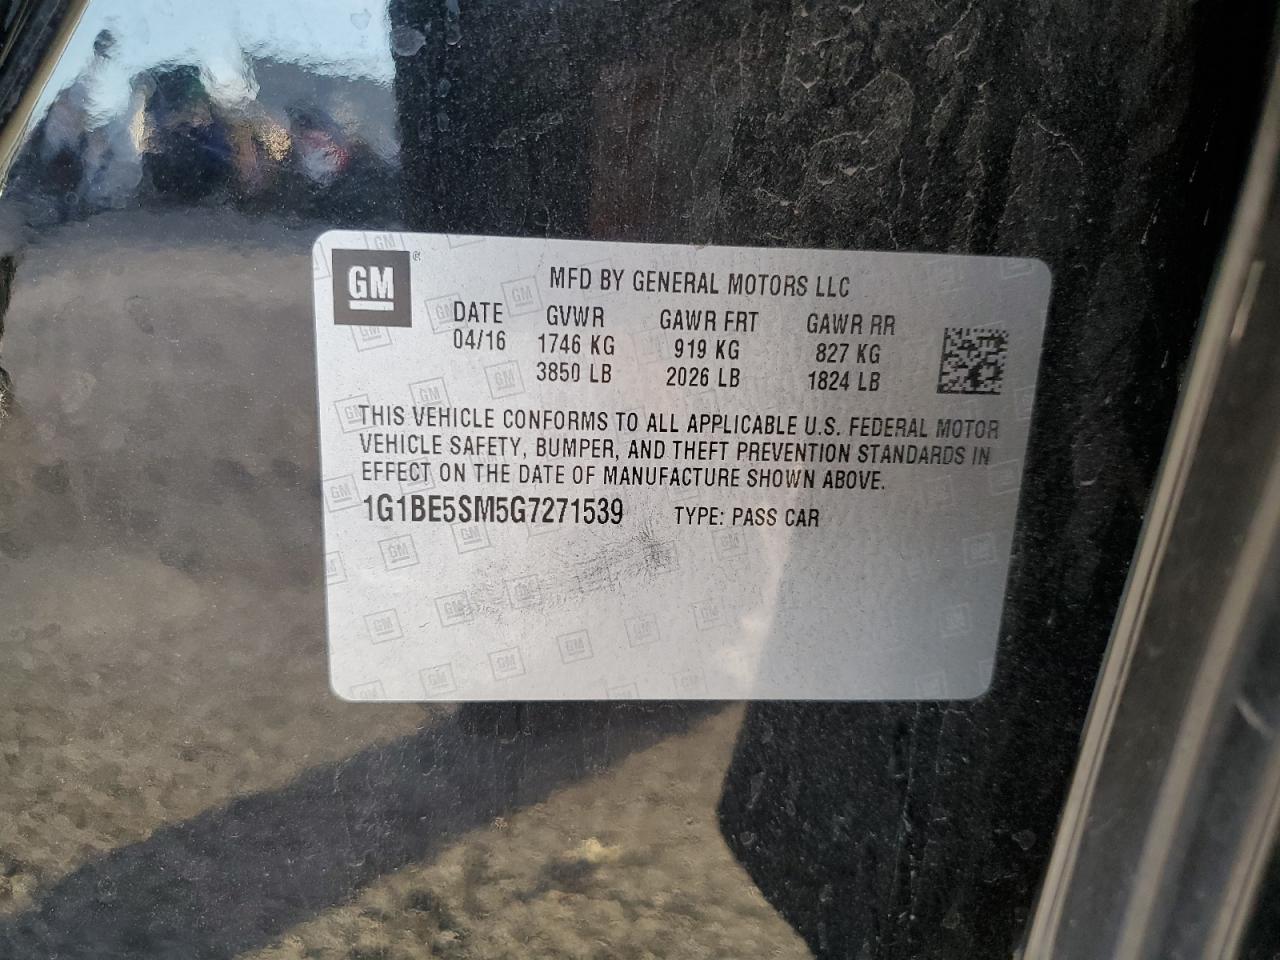 GM
MFD BY GENERAL MOTORS LLC
DATE GVWR GAWR FRT GAWR RR
04/16 1746 KG 919 KG 827 KG
3850 LB 2026 LB 1824 LB
THIS VEHICLE CONFORMS TO ALL APPLICABLE U.S. FEDERAL MOTOR
VEHICLE SAFETY, BUMPER, AND THEFT PREVENTION STANDARDS IN
EFFECT ON THE DATE OF MANUFACTURE SHOWN ABOVE.
1G1BE5SM5G7271539 TYPE: PASS CAR